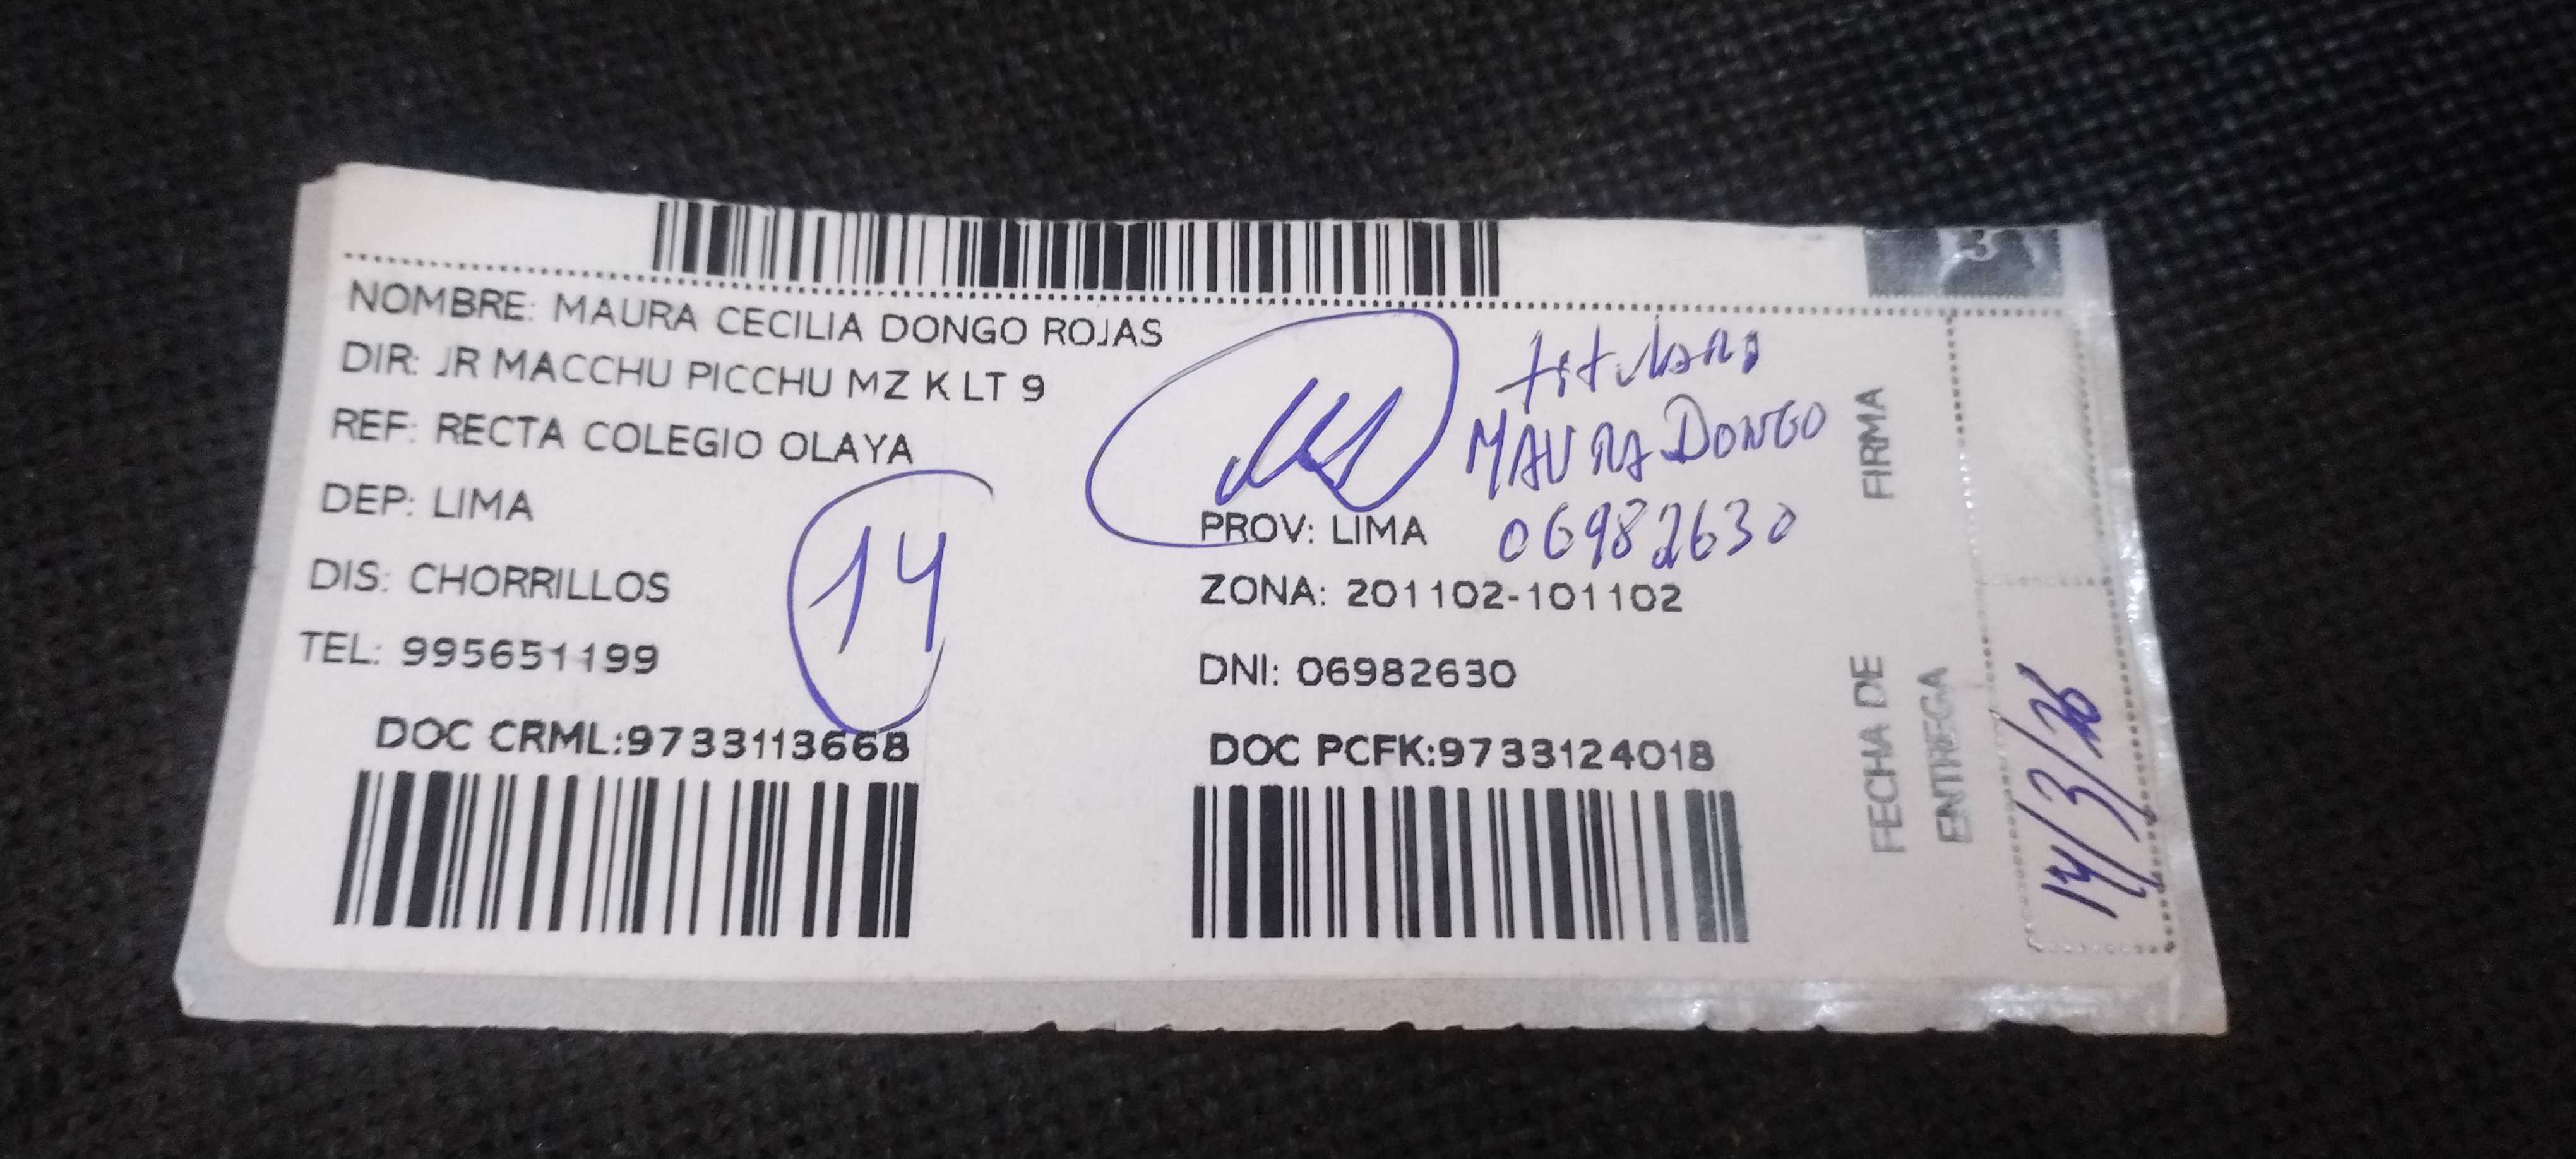 NOMBRE: MAURA CECILIA DONGO ROJAS
DIR: JR MACCHU PICCHU MZ K LT 9
REF: RECTA COLEGIO OLAYA
DEP: LIMA
PROV: LIMA
DIS: CHORRILLOS
ZONA: 201102-101102
TEL: 995651199
DNI: 06982630
14
titular
MAURA DONGO
06982630
DOC CRML:9733113668
DOC PCFK:9733124018
FIRMA
FECHA DE
ENTREGA
14/3/26